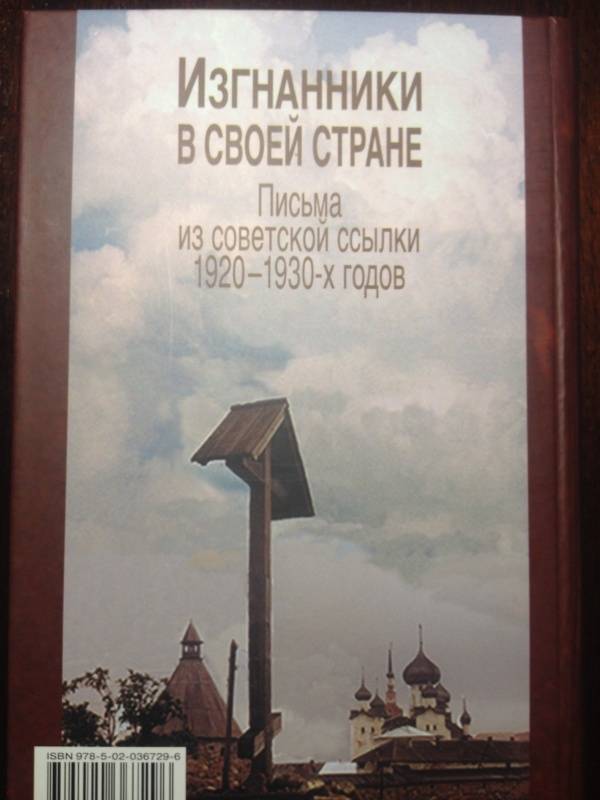 Изгнанники
в своей стране
Письма
из советской ссылки
1920–1930-х годов
ISBN 978-5-02-036729-6